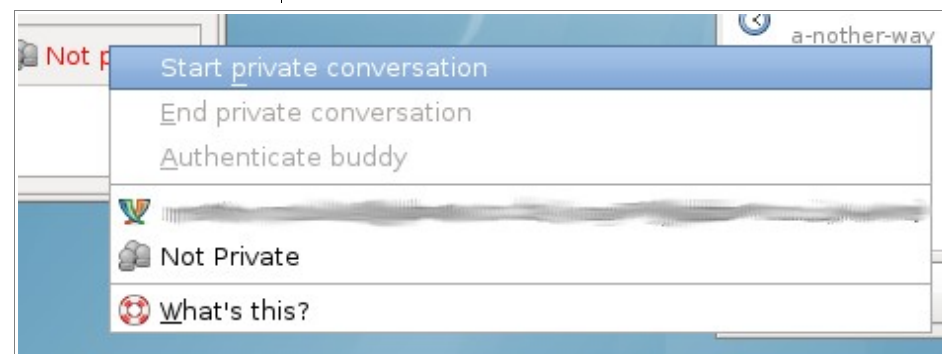 a-nother-way
Not p
Start private conversation
End private conversation
Authenticate buddy
Not Private
What's this?